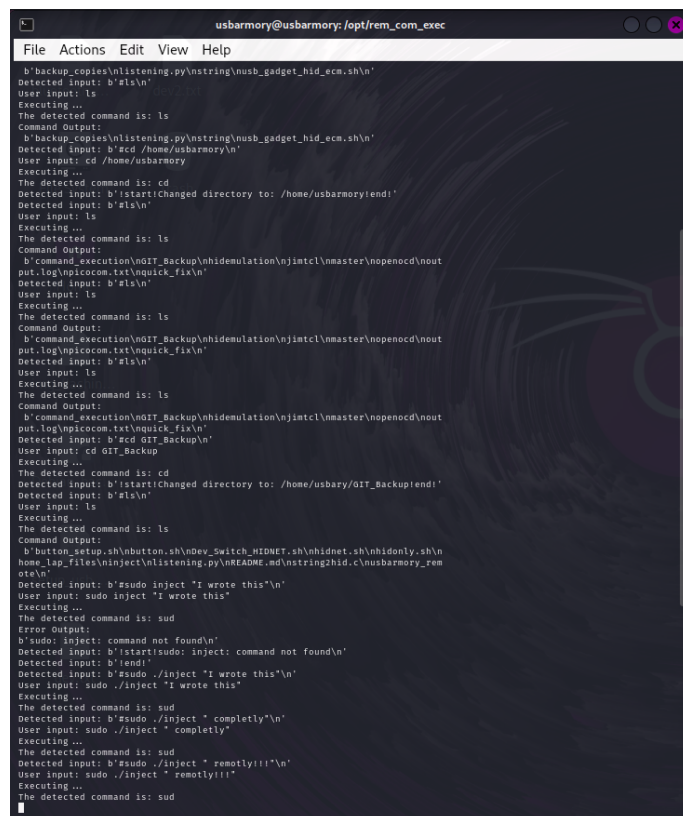 usbarmory@usbarmory: /opt/rem_com_exec
File Actions Edit View Help
b'backup_copies\nlistening.py\nstring\nusb_gadget_hid_ecm.sh\n'
Detected input: b'#ls\n'
User input: ls
Executing ...
The detected command is: ls
Command Output:
b'backup_copies\nlistening.py\nstring\nusb_gadget_hid_ecm.sh\n'
Detected input: b'#cd /home/usbarmory\n'
User input: cd /home/usbarmory
Executing ...
The detected command is: cd
Detected input: b'!start!Changed directory to: /home/usbarmory!end!'
Detected input: b'#ls\n'
User input: ls
Executing ...
The detected command is: ls
Command Output:
b'command_execution\nGIT_Backup\nhidemulation\njimtcl\nmaster\nopenocd\nout
put.log\npicocom.txt\nquick_fix\n'
Detected input: b'#ls\n'
User input: ls
Executing ...
The detected command is: ls
Command Output:
b'command_execution\nGIT_Backup\nhidemulation\njimtcl\nmaster\nopenocd\nout
put.log\npicocom.txt\nquick_fix\n'
Detected input: b'#ls\n'
User input: ls
Executing ...
The detected command is: ls
Command Output:
b'command_execution\nGIT_Backup\nhidemulation\njimtcl\nmaster\nopenocd\nout
put.log\npicocom.txt\nquick_fix\n'
Detected input: b'#cd GIT_Backup\n'
User input: cd GIT_Backup
Executing ...
The detected command is: cd
Detected input: b'!start!Changed directory to: /home/usbary/GIT_Backup!end!'
Detected input: b'#ls\n'
User input: ls
Executing ...
The detected command is: ls
Command Output:
b'button_setup.sh\nbutton.sh\nDev_Switch_HIDNET.sh\nhidnet.sh\nhidonly.sh\n
home_lap_files\ninject\nlistening.py\nREADME.md\nstring2hid.c\nusbarmory_rem
ote\n'
Detected input: b'#sudo inject "I wrote this"\n'
User input: sudo inject "I wrote this"
Executing ...
The detected command is: sud
Error Output:
b'sudo: inject: command not found\n'
Detected input: b'!start!sudo: inject: command not found\n'
Detected input: b'!end!'
Detected input: b'#sudo ./inject "I wrote this"\n'
User input: sudo ./inject "I wrote this"
Executing ...
The detected command is: sud
Detected input: b'#sudo ./inject " completly"\n'
User input: sudo ./inject " completly"
Executing ...
The detected command is: sud
Detected input: b'#sudo ./inject " remotly!!!"\n'
User input: sudo ./inject " remotly!!!"
Executing ...
The detected command is: sud